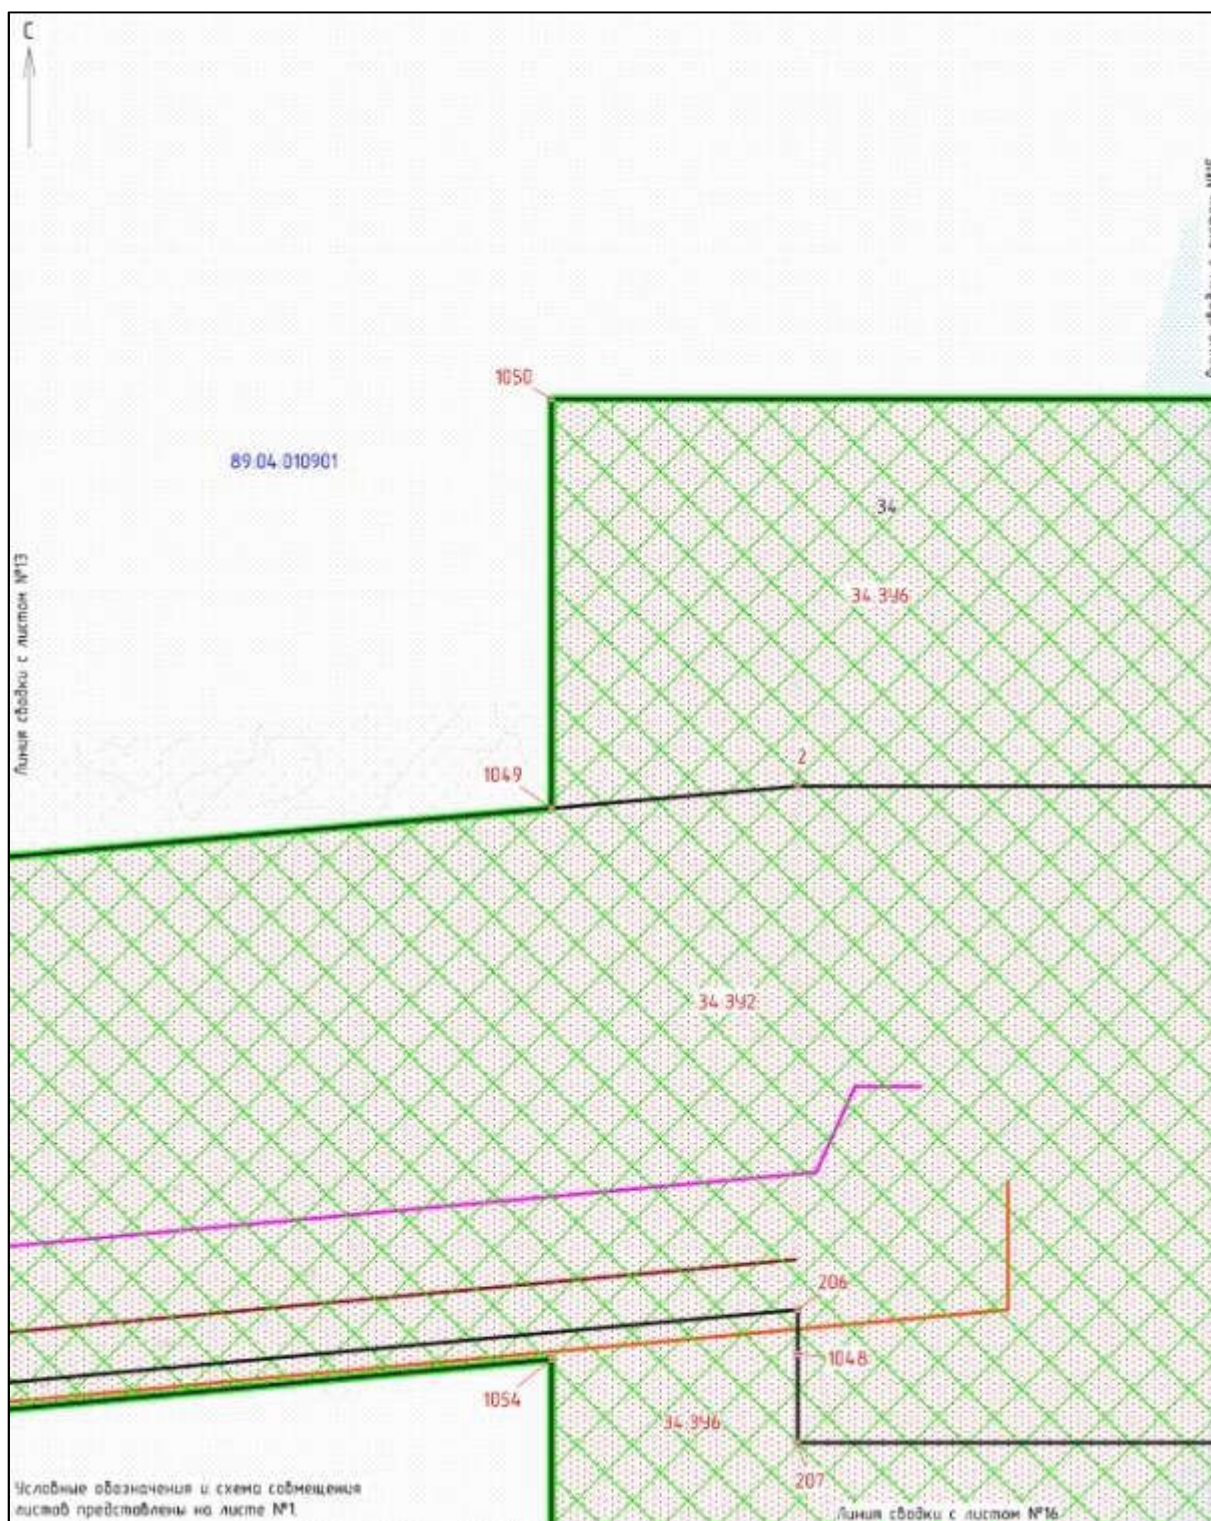 С
1050
89:04:010901
34
34:ЗУ6
Линия сводки с листом №13
2
1049
34:ЗУ2
206
1048
1054
34:ЗУ6
207
Условные обозначения и схема совмещения
листов представлены на листе №1
Линия сводки с листом №16